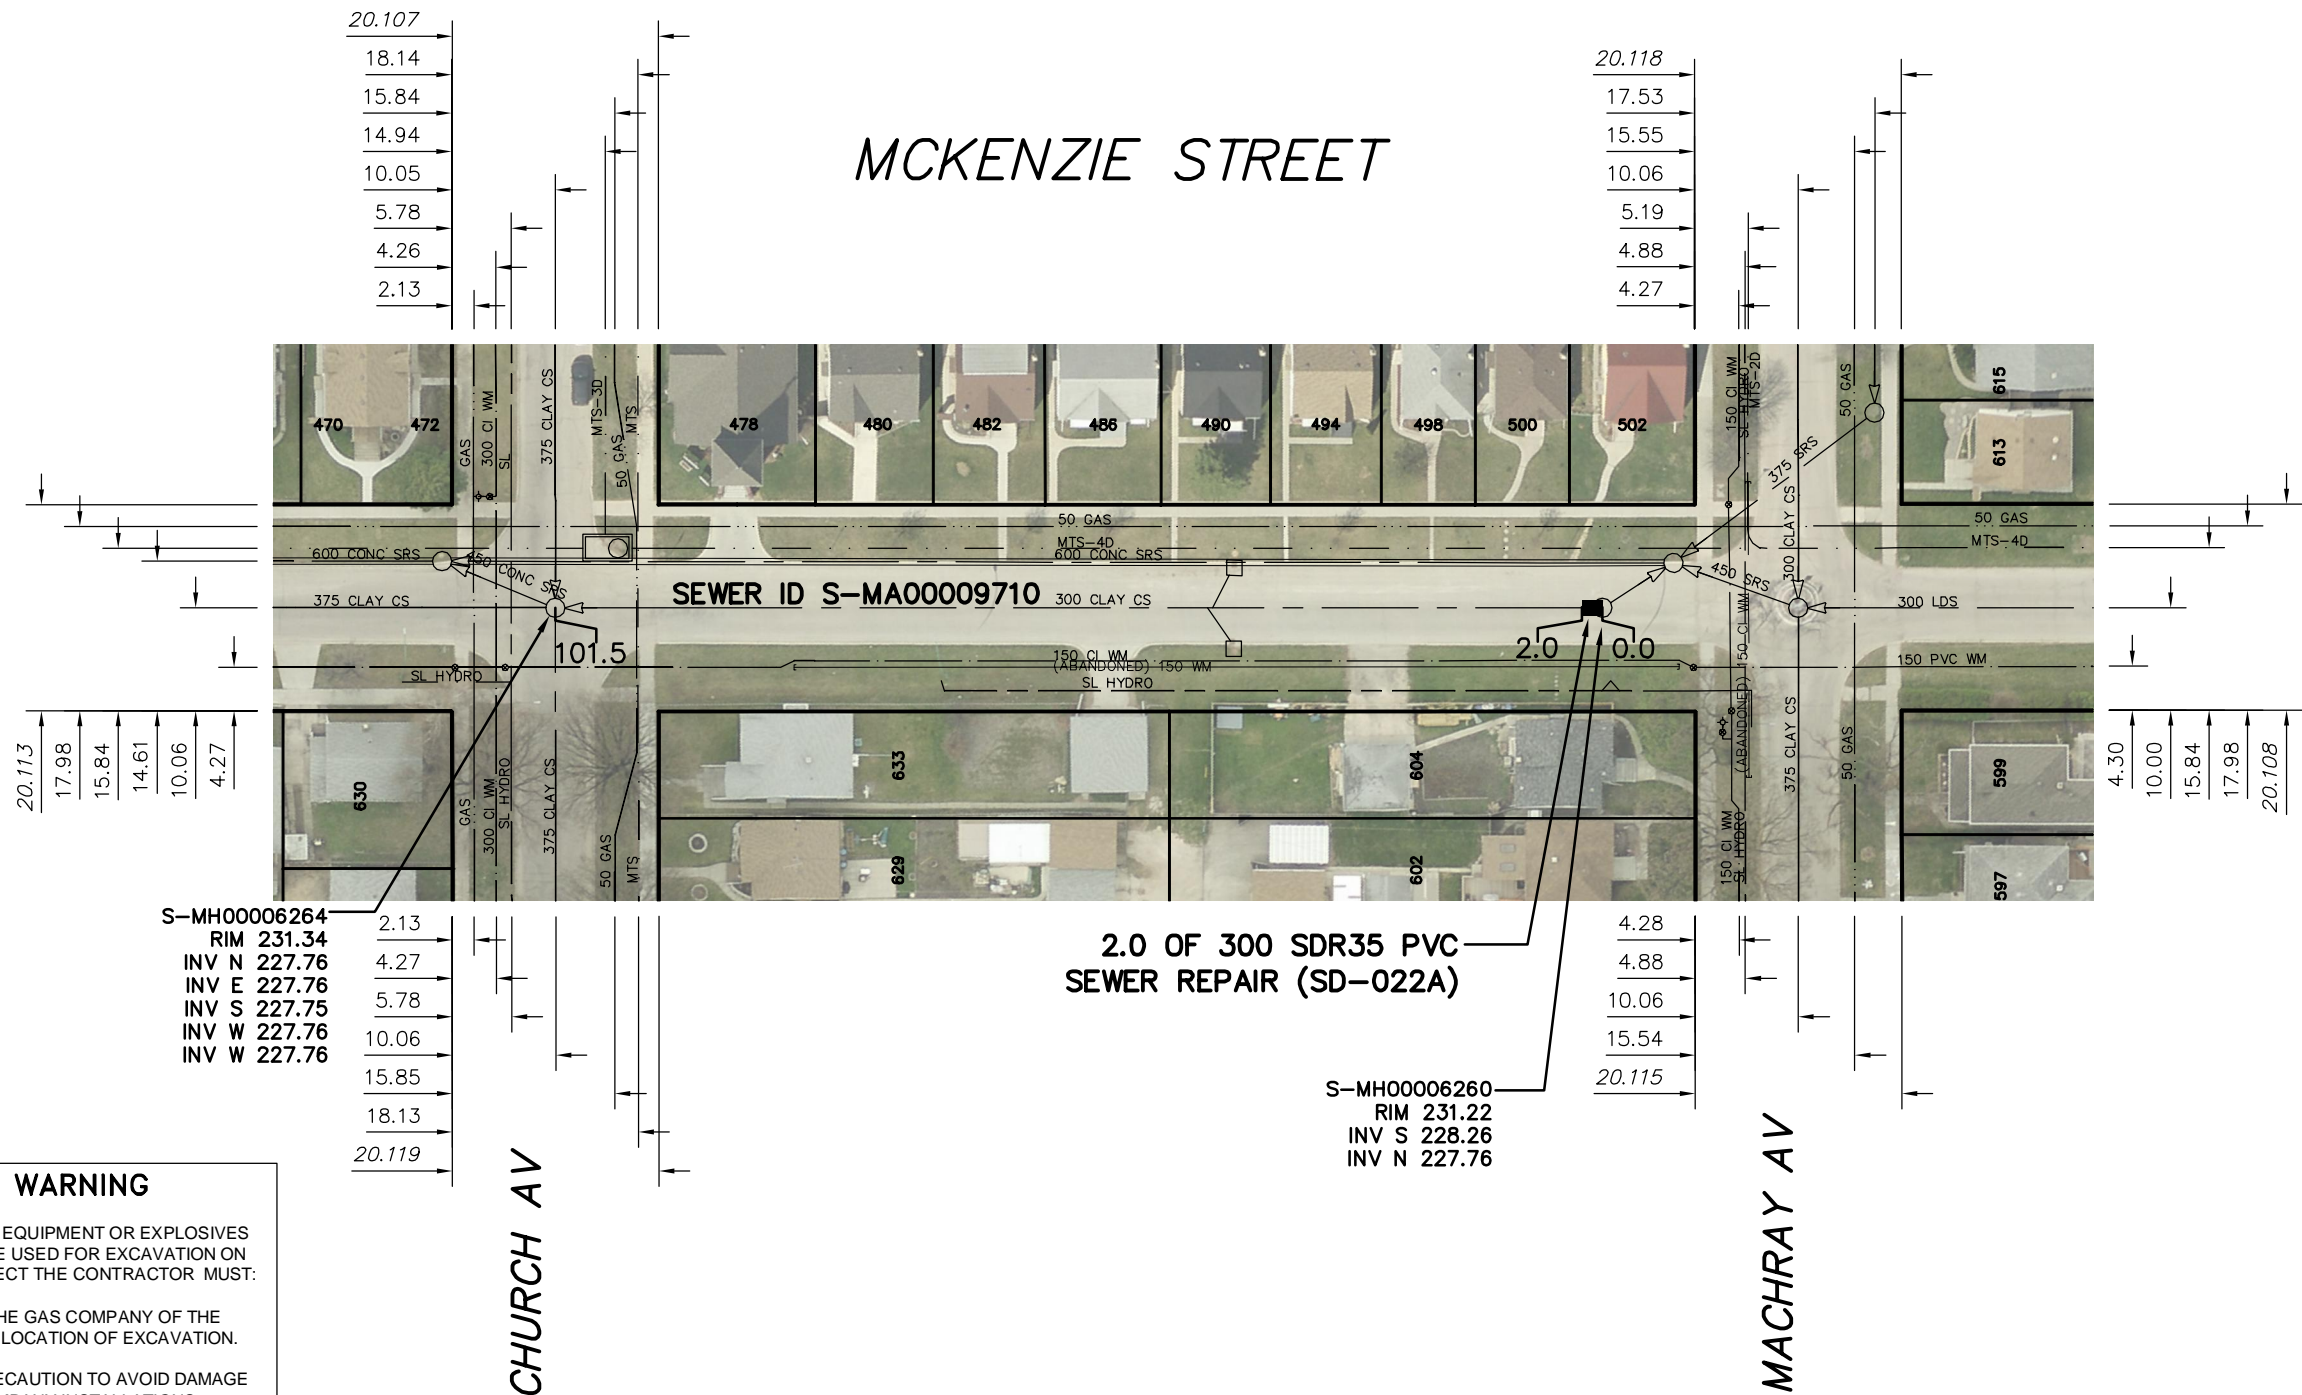 20.107
18.14
15.84
14.94
10.05
5.78
4.26
2.13
MCKENZIE STREET
20.118
17.53
15.55
10.06
5.19
4.88
4.27
470
472
478
480
482
486
490
494
498
500
502
615
613
GAS
300 CI WM
SL
375 CLAY CS
MTS-3D
50 GAS
MTS
150 CI WM
SL HYDRO
MTS-2D
50 GAS
375 SRS
300 CLAY CS
50 GAS
50 GAS
MTS-4D
MTS-4D
600 CONC SRS
600 CONC SRS
450 CONC SRS
450 SRS
375 CLAY CS
SEWER ID S-MA00009710
300 CLAY CS
300 LDS
101.5
2.0
0.0
150 CI WM
(ABANDONED) 150 WM
150 PVC WM
SL HYDRO
SL HYDRO
(ABANDONED) 150 CI WM
20.113
17.98
15.84
14.61
10.06
4.27
4.30
10.00
15.84
17.98
20.108
630
633
604
599
629
602
597
GAS
300 CI WM
SL HYDRO
375 CLAY CS
50 GAS
MTS
150 CI WM
SL HYDRO
375 CLAY CS
50 GAS
S-MH00006264
RIM 231.34
INV N 227.76
INV E 227.76
INV S 227.75
INV W 227.76
INV W 227.76
2.13
4.27
5.78
10.06
15.85
18.13
20.119
2.0 OF 300 SDR35 PVC
SEWER REPAIR (SD-022A)
S-MH00006260
RIM 231.22
INV S 228.26
INV N 227.76
4.28
4.88
10.06
15.54
20.115
CHURCH AV
MACHRAY AV
WARNING
EQUIPMENT OR EXPLOSIVES
E USED FOR EXCAVATION ON
ECT THE CONTRACTOR MUST:
HE GAS COMPANY OF THE
LOCATION OF EXCAVATION.
ECAUTION TO AVOID DAMAGE